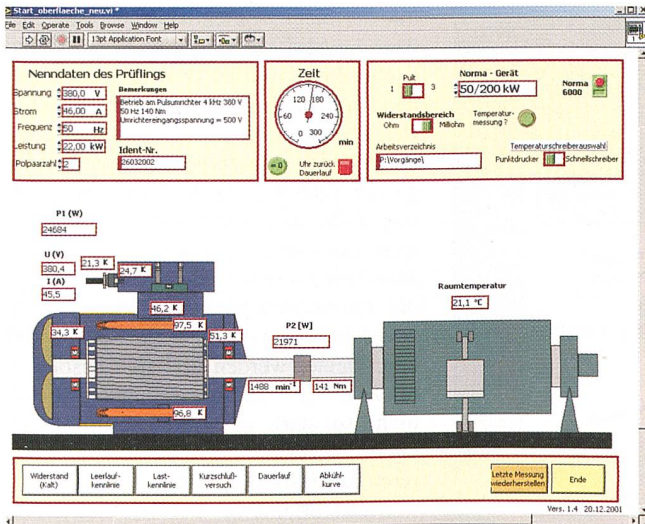 Start_oberflaeche_neu.vi *
File Edit Operate Tools Browse Window Help
13pt Application Font
Nenndaten des Prüflings
Spannung 380,0 V
Strom 46,00 A
Frequenz 50 Hz
Leistung 22,00 kW
Polpaarzahl 2
Bemerkungen
Betrieb am Pulsumrichter 4 kHz 380 V
50 Hz 140 Nm
Umrichtereingangsspannung = 500 V
Ident-Nr.
26032002
Zeit
120 180
60 240
0 300
min
=0
Uhr zurück
Dauerlauf
Pult
1 3
Norma - Gerät
50/200 kW
Norma
6000
Widerstandsbereich
Ohm Milliohm
Temperatur-
messung ?
Arbeitsverzeichnis
P:\Vorgänge\
Temperaturschreiberauswahl
Punktdrucker Schnellschreiber
P1 (W)
24684
U (V)
380,4
I (A)
45,5
21,3 K
24,7 K
46,2 K
34,3 K
97,5 K
51,3 K
96,8 K
P2 [W]
21971
1488 min⁻¹
141 Nm
Raumtemperatur
21,1 °C
Widerstand
(Kalt)
Leerlauf-
kennlinie
Last-
kennlinie
Kurzschluß-
versuch
Dauerlauf
Abkühl-
kurve
Letzte Messung
wiederherstellen
Ende
Vers. 1.4 20.12.2001